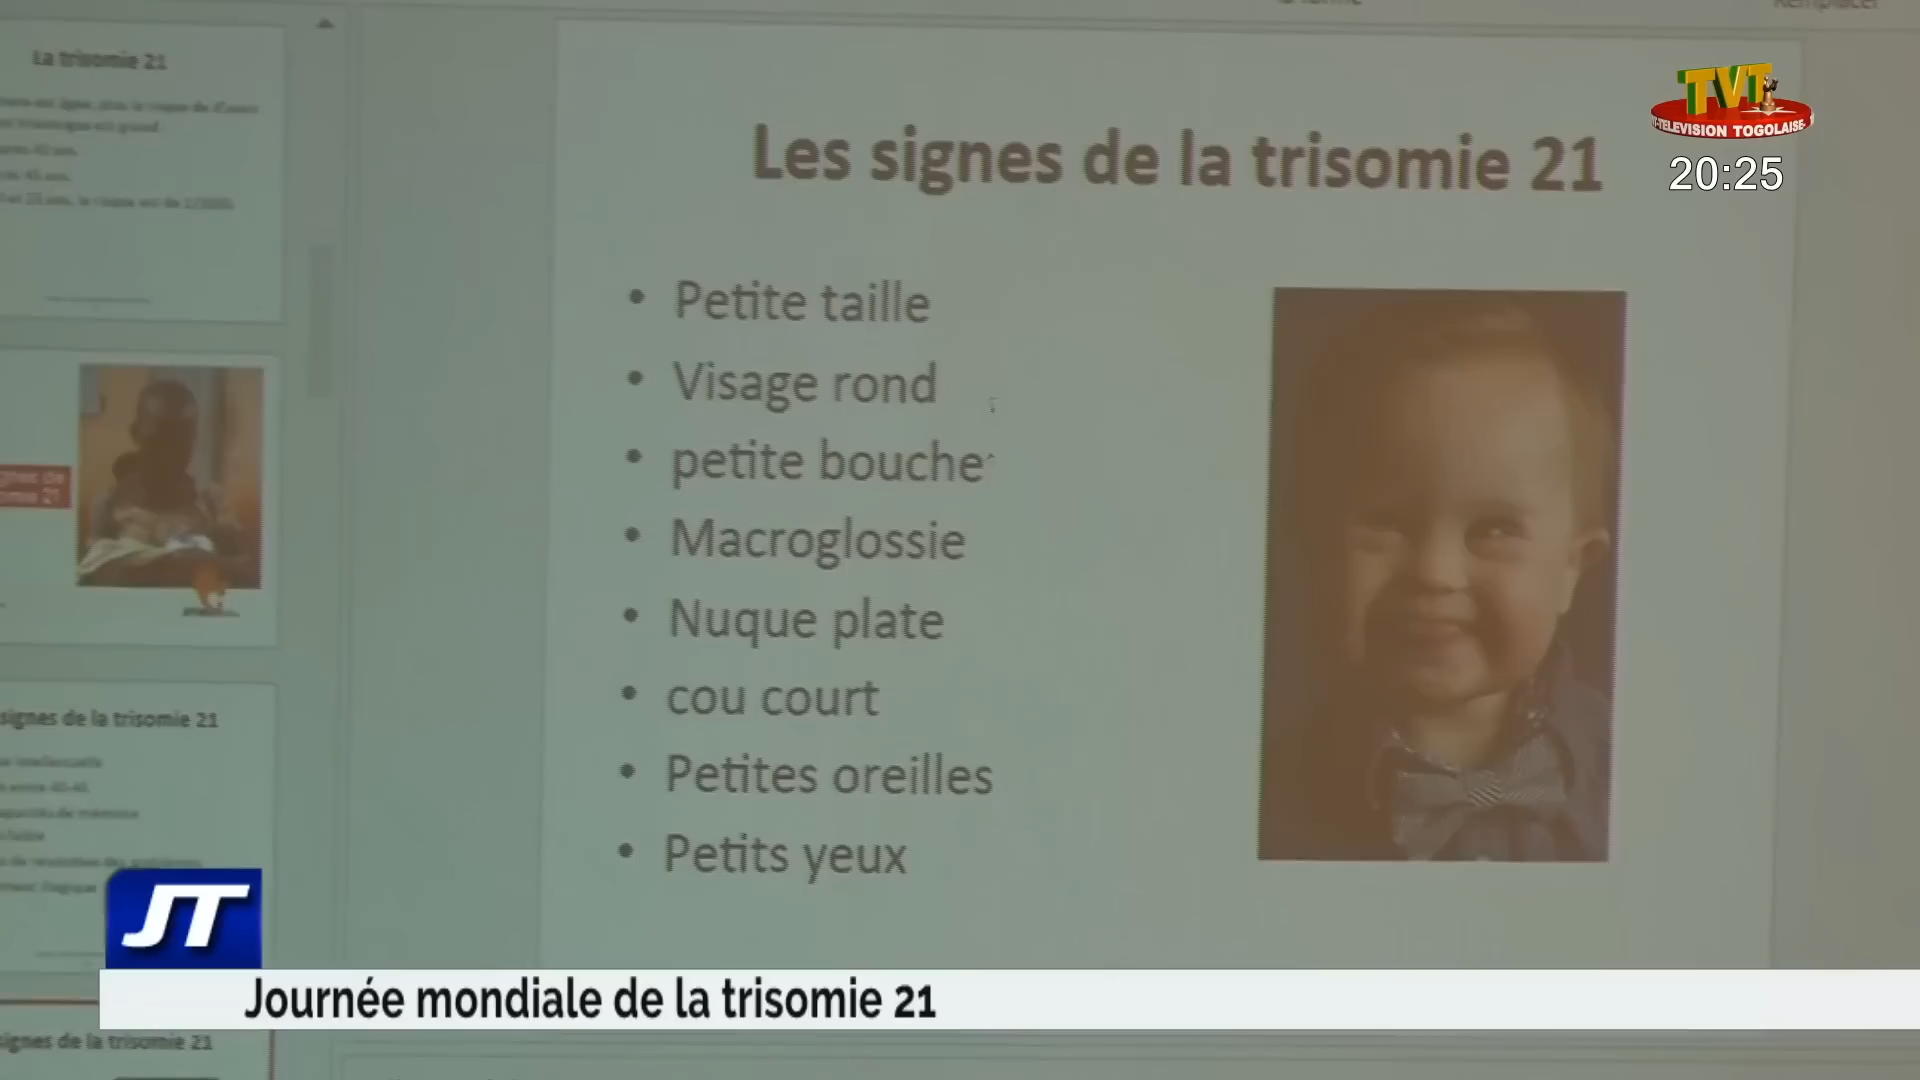 La trisomie 21
Les signes de la trisomie 21
• Petite taille
• Visage rond
• petite bouche
• Macroglossie
• Nuque plate
• cou court
• Petites oreilles
• Petits yeux
signes de la trisomie 21
signes de la trisomie 21
TVT
TELEVISION TOGOLAISE
20:25
JT
Journée mondiale de la trisomie 21